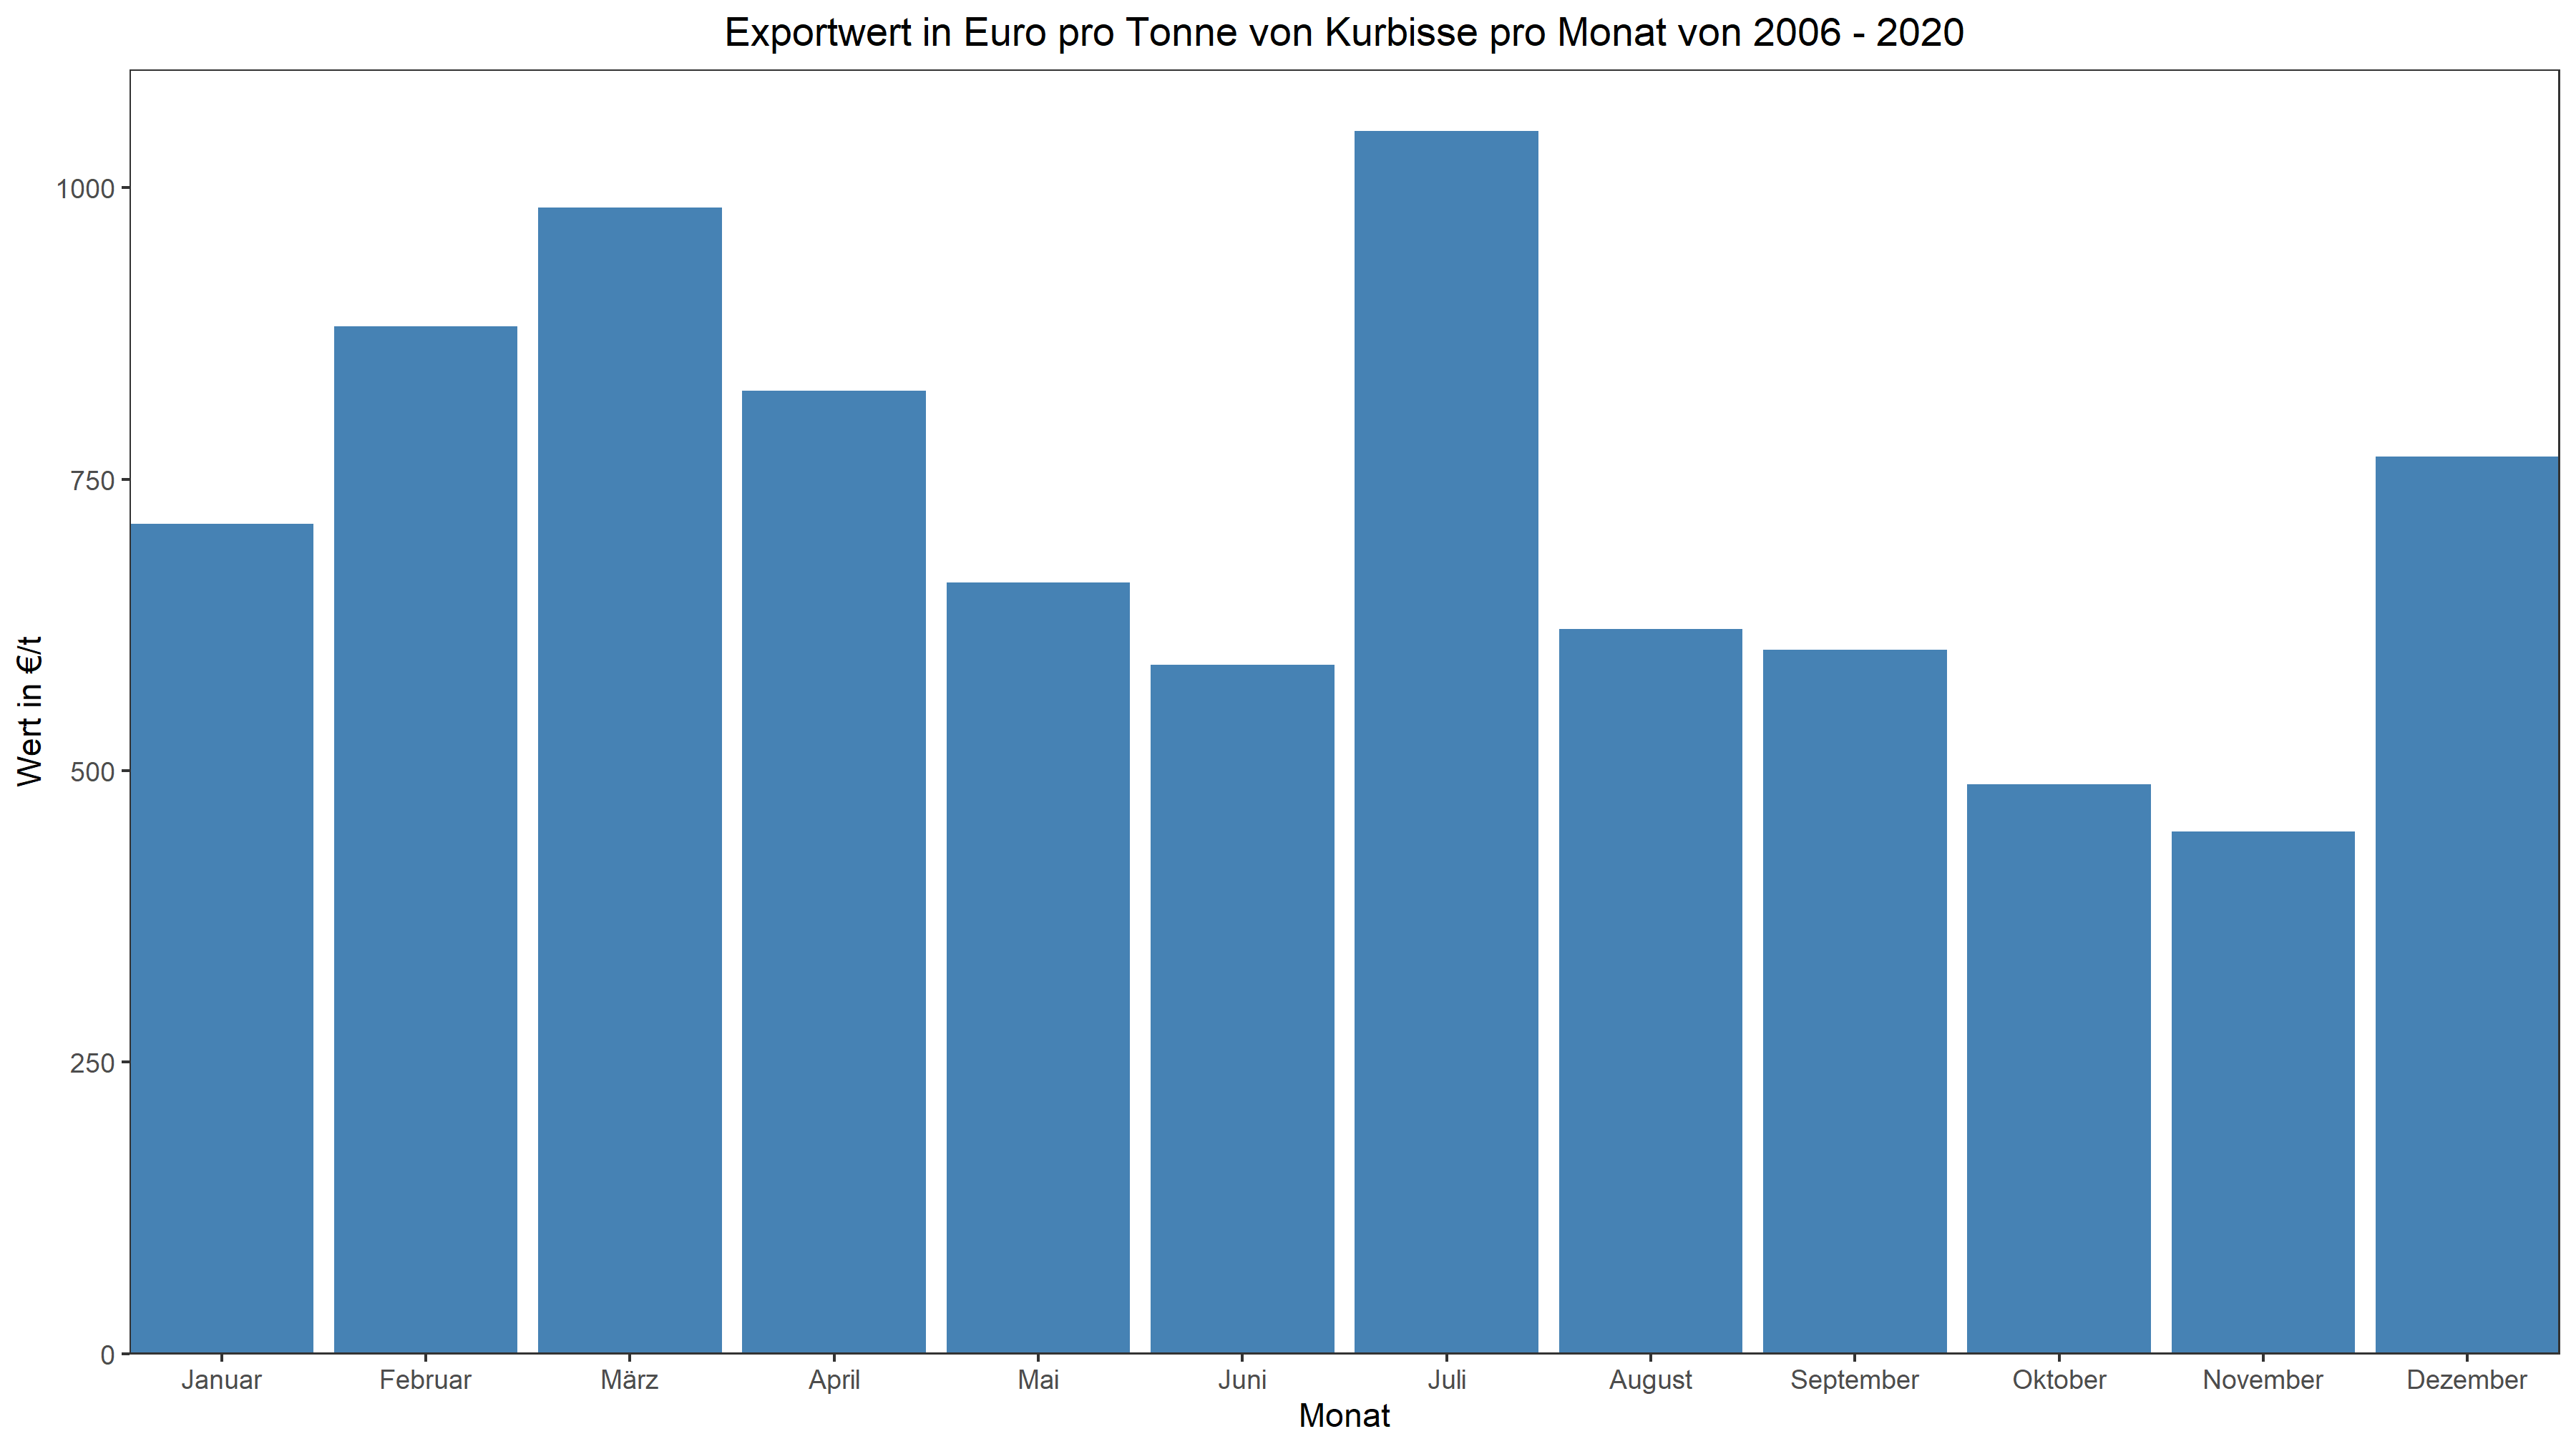 Exportwert in Euro pro Tonne von Kurbisse pro Monat von 2006 - 2020
Wert in €/t
1000
750
500
250
0
Januar Februar März April Mai Juni Juli August September Oktober November Dezember
Monat